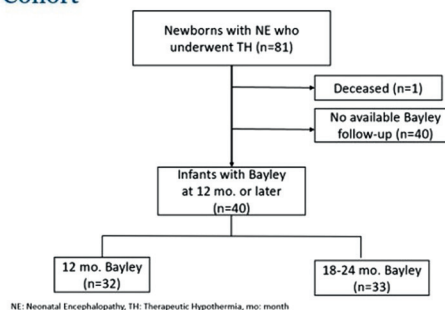 Cohort
Newborns with NE who
underwent TH (n=81)
Deceased (n=1)
No available Bayley
follow-up (n=40)
Infants with Bayley
at 12 mo. or later
(n=40)
12 mo. Bayley
(n=32)
18-24 mo. Bayley
(n=33)
NE: Neonatal Encephalopathy, TH: Therapeutic Hypothermia, mo: month